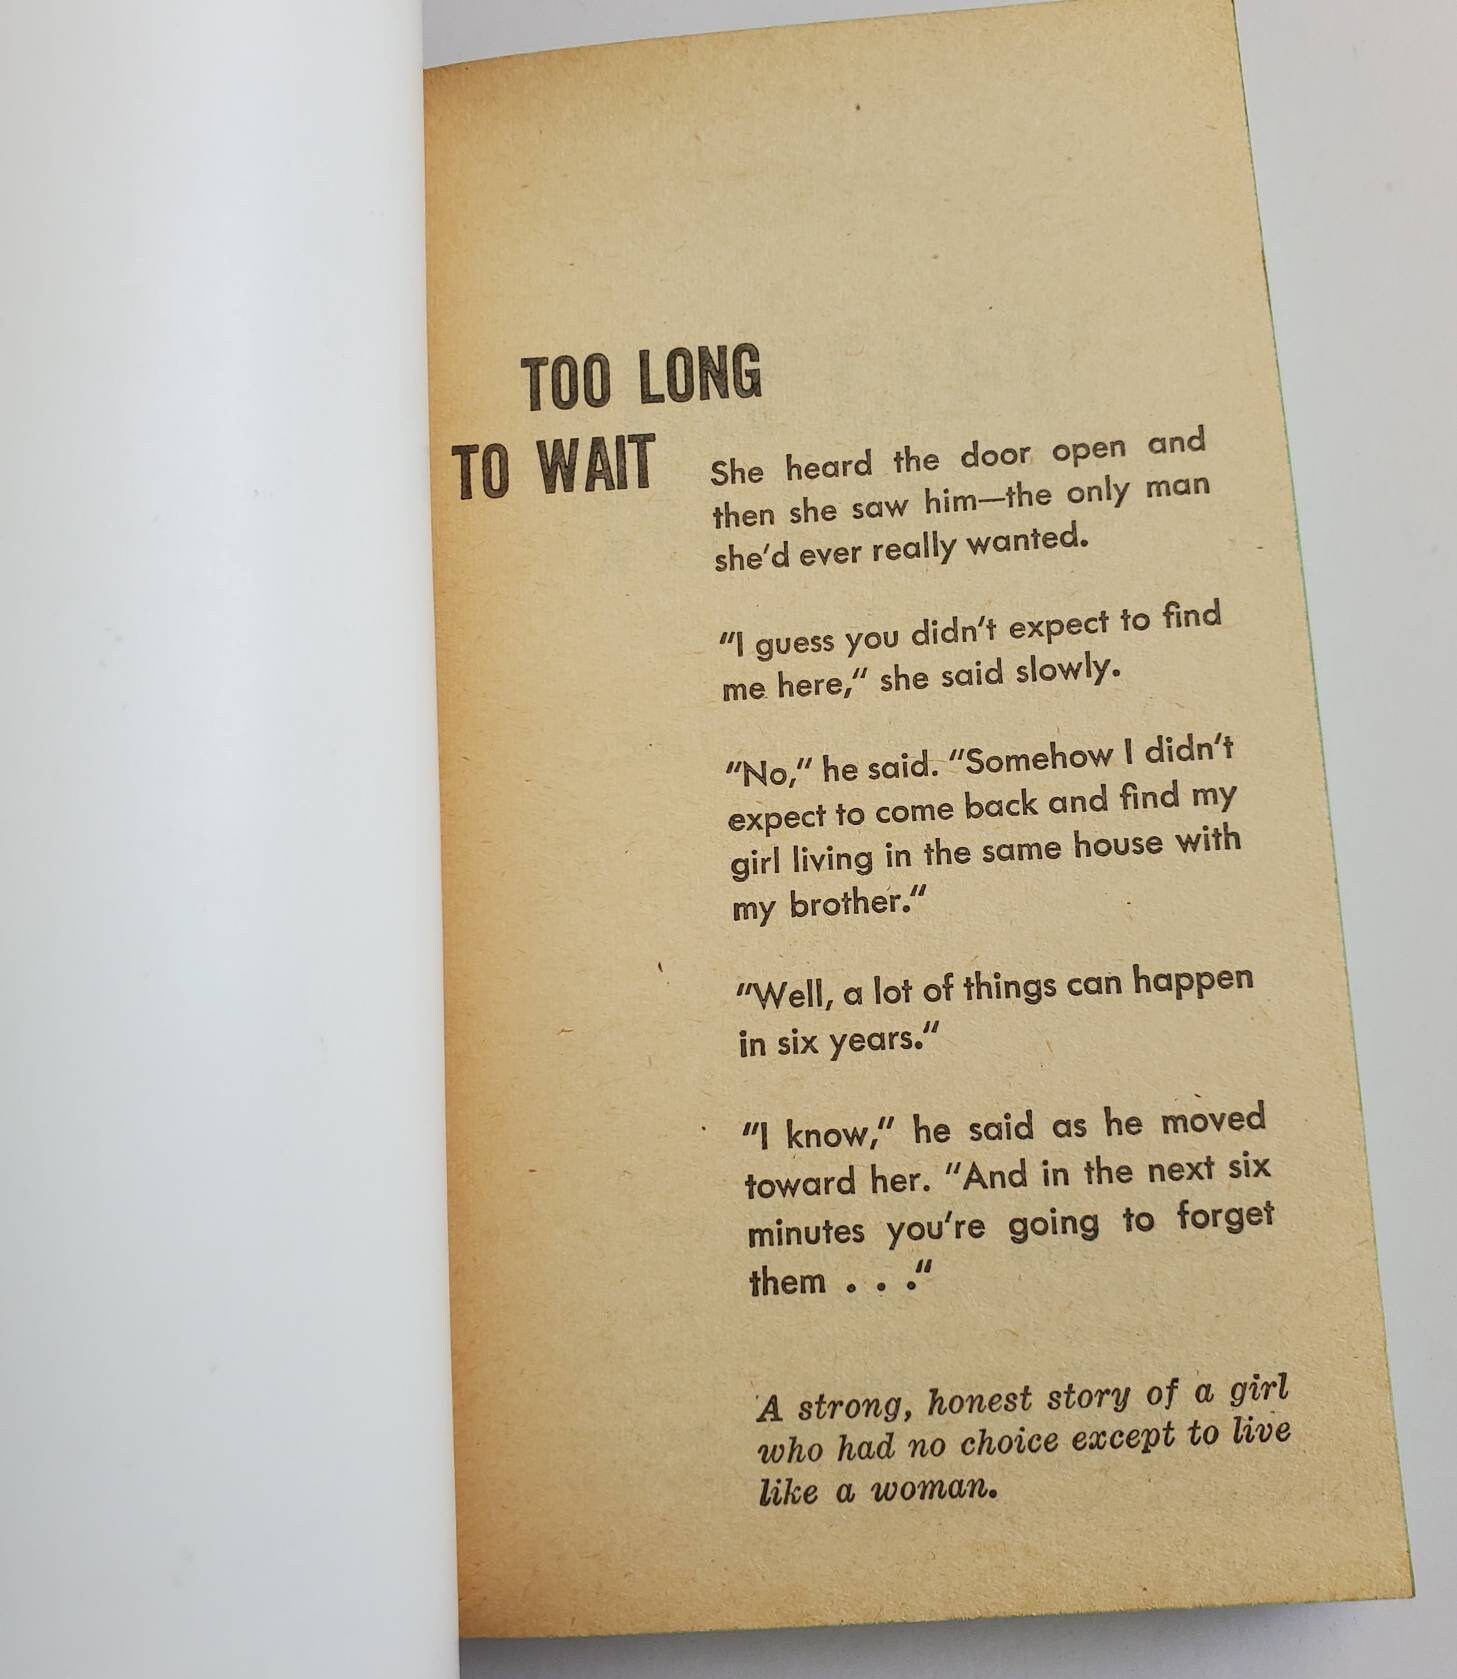 TOO LONG
TO WAIT
She heard the door open and
then she saw him—the only man
she'd ever really wanted.
"I guess you didn't expect to find
me here," she said slowly.
"No," he said. "Somehow I didn't
expect to come back and find my
girl living in the same house with
my brother."
"Well, a lot of things can happen
in six years."
"I know," he said as he moved
toward her. "And in the next six
minutes you're going to forget
them . . ."
A strong, honest story of a girl
who had no choice except to live
like a woman.